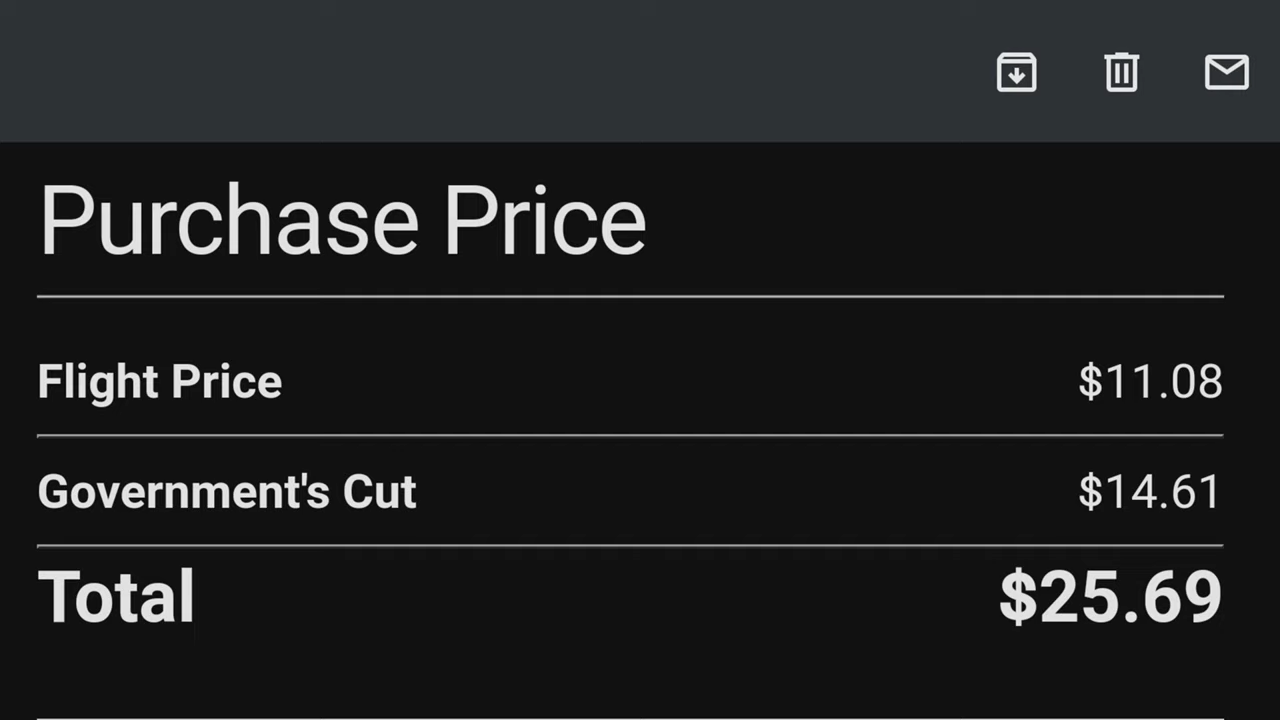 Purchase Price
Flight Price $11.08
Government's Cut $14.61
Total $25.69